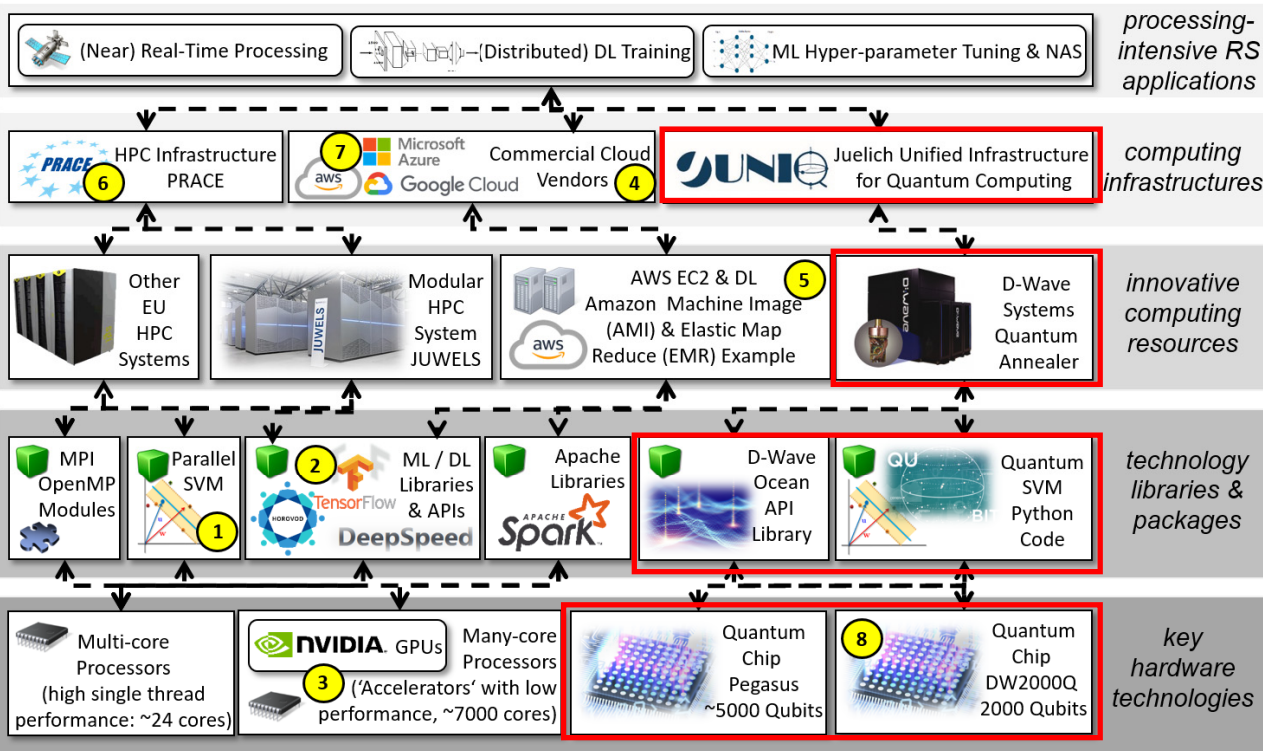 (Near) Real-Time Processing
(Distributed) DL Training
ML Hyper-parameter Tuning & NAS
processing-
intensive RS
applications
PRACE
6
HPC Infrastructure
PRACE
7
aws
Microsoft
Azure
Google Cloud
Commercial Cloud
Vendors
4
JUNIQ
Juelich Unified Infrastructure
for Quantum Computing
computing
infrastructures
Other
EU
HPC
Systems
JUWELS
Modular
HPC
System
JUWELS
aws
AWS EC2 & DL
Amazon Machine Image
(AMI) & Elastic Map
Reduce (EMR) Example
5
D:Wave
D-Wave
Systems
Quantum
Annealer
innovative
computing
resources
MPI
OpenMP
Modules
Parallel
SVM
u
w
1
2
TensorFlow
HOROVOD
DeepSpeed
ML / DL
Libraries
& APIs
Apache
Libraries
APACHE
Spark
D-Wave
Ocean
API
Library
QU
BIT
u
w
Quantum
SVM
Python
Code
technology
libraries &
packages
Multi-core
Processors
(high single thread
performance: ~24 cores)
NVIDIA. GPUs
3
Many-core
Processors
('Accelerators' with low
performance, ~7000 cores)
Quantum
Chip
Pegasus
~5000 Qubits
8
Quantum
Chip
DW2000Q
2000 Qubits
key
hardware
technologies